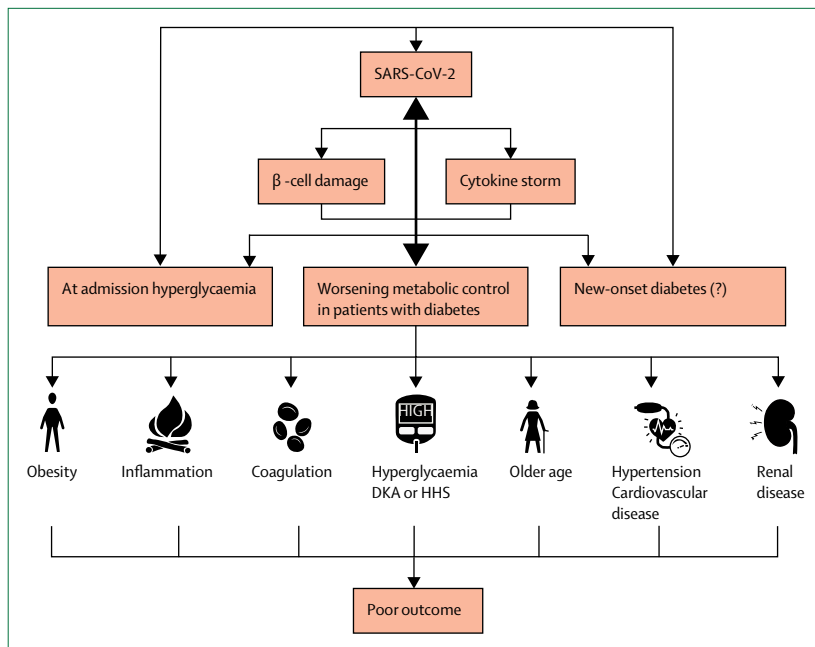 SARS-CoV-2
β -cell damage
Cytokine storm
At admission hyperglycaemia
Worsening metabolic control
in patients with diabetes
New-onset diabetes (?)
HIGH
Obesity
Inflammation
Coagulation
Hyperglycaemia
DKA or HHS
Older age
Hypertension
Cardiovascular
disease
Renal
disease
Poor outcome